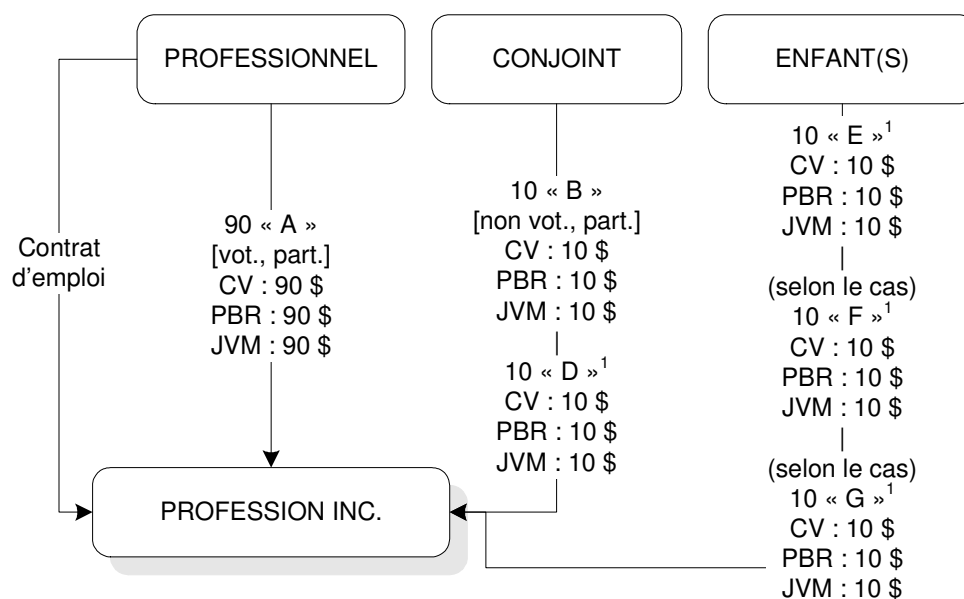 PROFESSIONNEL
CONJOINT
ENFANT(S)
Contrat
d'emploi
90 « A »
[vot., part.]
CV : 90 $
PBR : 90 $
JVM : 90 $
10 « B »
[non vot., part.]
CV : 10 $
PBR : 10 $
JVM : 10 $
10 « D »¹
CV : 10 $
PBR : 10 $
JVM : 10 $
10 « E »¹
CV : 10 $
PBR : 10 $
JVM : 10 $
(selon le cas)
10 « F »¹
CV : 10 $
PBR : 10 $
JVM : 10 $
(selon le cas)
10 « G »¹
CV : 10 $
PBR : 10 $
JVM : 10 $
PROFESSION INC.